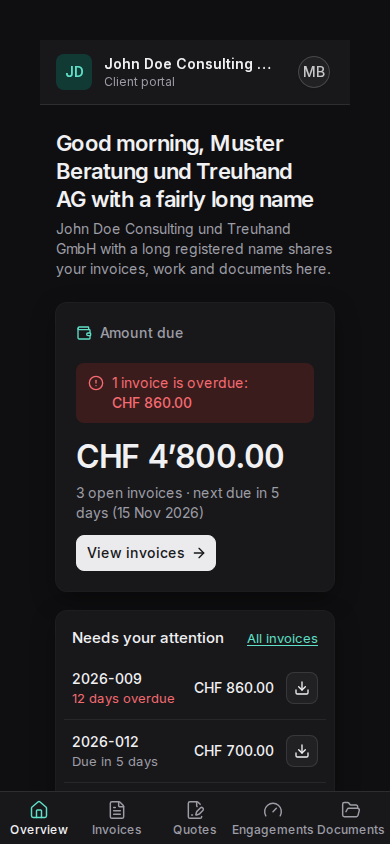 JD
John Doe Consulting ...
Client portal
MB
Good morning, Muster
Beratung und Treuhand
AG with a fairly long name
John Doe Consulting und Treuhand
GmbH with a long registered name shares
your invoices, work and documents here.
Amount due
1 invoice is overdue:
CHF 860.00
CHF 4’800.00
3 open invoices · next due in 5
days (15 Nov 2026)
View invoices →
Needs your attention
All invoices
2026-009
12 days overdue
CHF 860.00
2026-012
Due in 5 days
CHF 700.00
Overview
Invoices
Quotes
Engagements
Documents